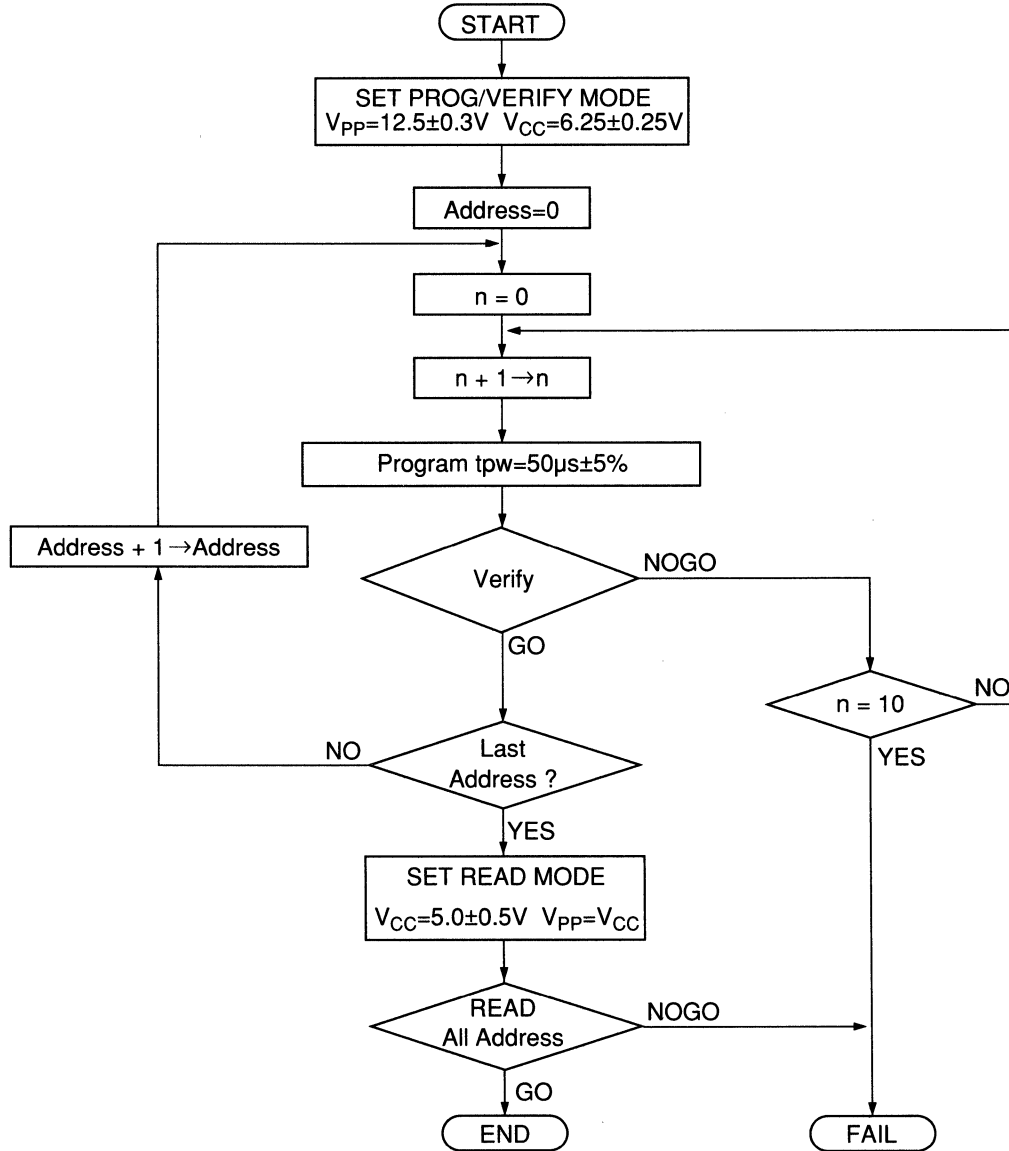 START
SET PROG/VERIFY MODE
VPP=12.5±0.3V VCC=6.25±0.25V
Address=0
n = 0
n + 1→n
Program tpw=50µs±5%
Address + 1→Address
Verify
NOGO
GO
n = 10
NO
YES
Last
Address ?
NO
YES
SET READ MODE
VCC=5.0±0.5V VPP=VCC
READ
All Address
NOGO
GO
END
FAIL